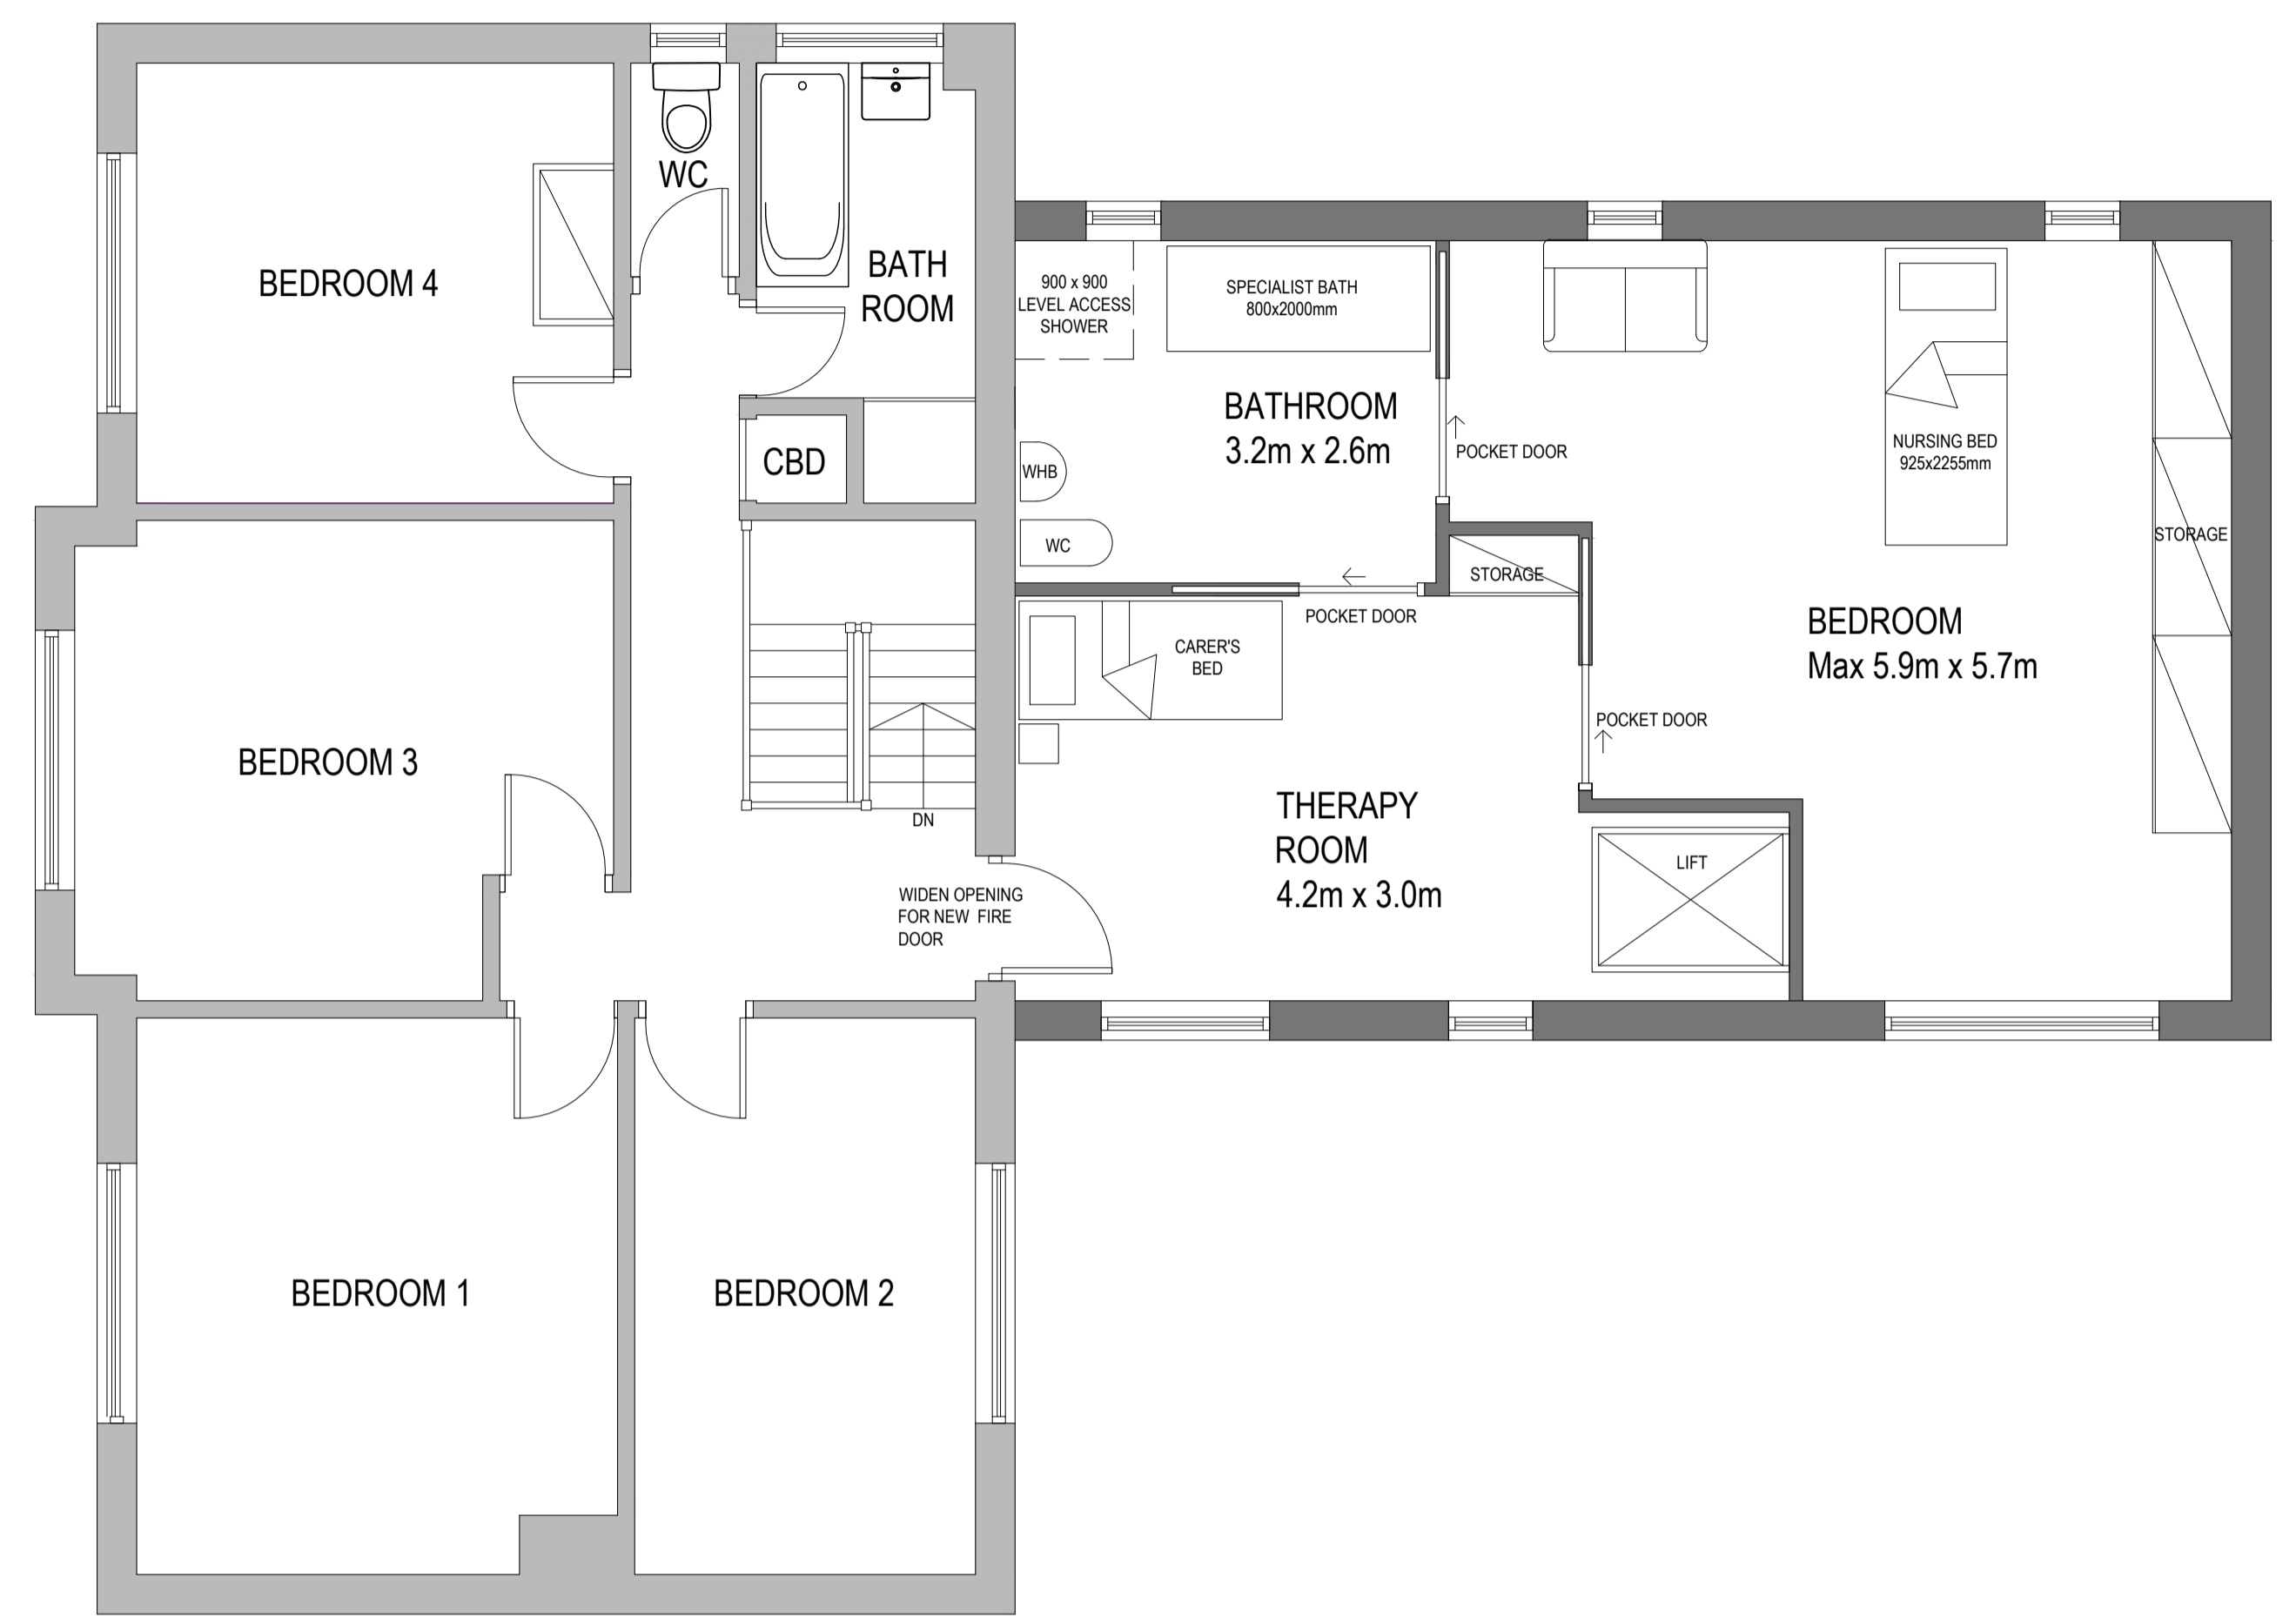 WC
BEDROOM 4
BATH
ROOM
CBD
BEDROOM 3
DN
WIDEN OPENING
FOR NEW FIRE
DOOR
BEDROOM 1
BEDROOM 2
900 x 900
LEVEL ACCESS
SHOWER
SPECIALIST BATH
800x2000mm
BATHROOM
3.2m x 2.6m
POCKET DOOR
WHB
WC
STORAGE
POCKET DOOR
CARER'S
BED
THERAPY
ROOM
4.2m x 3.0m
NURSING BED
925x2255mm
STORAGE
BEDROOM
Max 5.9m x 5.7m
POCKET DOOR
LIFT